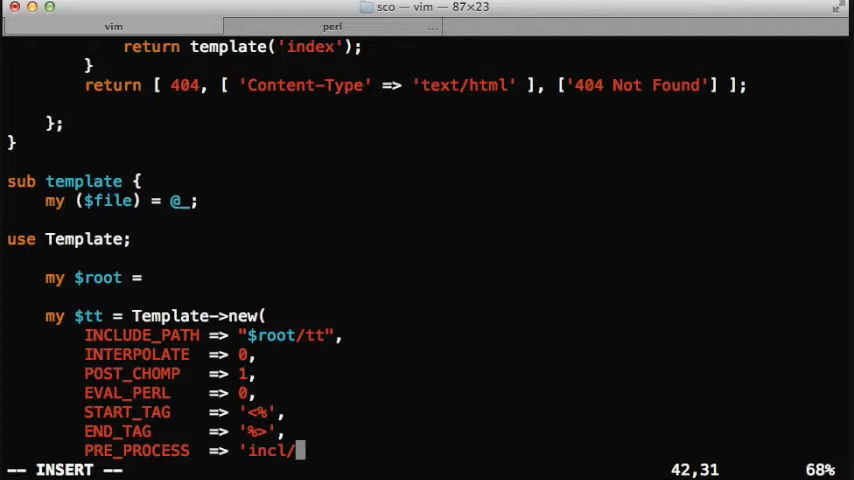 sco — vim — 87×23
vim perl ...
return template('index');
}
return [ 404, [ 'Content-Type' => 'text/html' ], ['404 Not Found'] ];
};
}
sub template {
my ($file) = @_;
use Template;
my $root =
my $tt = Template->new(
INCLUDE_PATH => "$root/tt",
INTERPOLATE => 0,
POST_CHOMP => 1,
EVAL_PERL => 0,
START_TAG => '<%',
END_TAG => '%>',
PRE_PROCESS => 'incl/
-- INSERT -- 42,31 68%